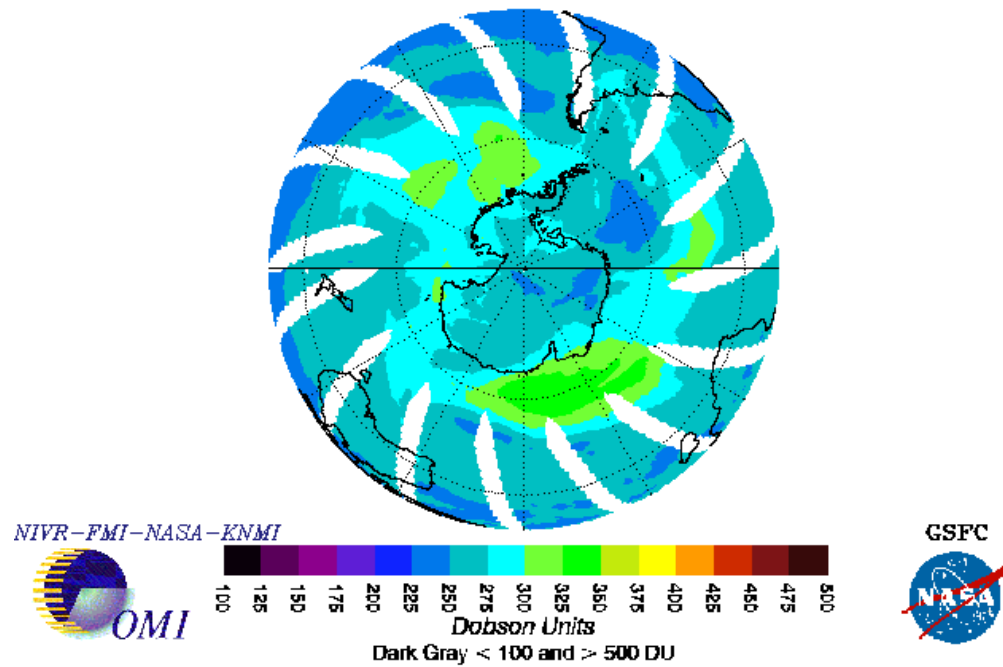 NIVR-FMI-NASA-KNMI
GSFC
OMI
NASA
100 125 150 175 200 225 250 275 300 325 350 375 400 425 450 475 500
Dobson Units
Dark Gray < 100 and > 500 DU